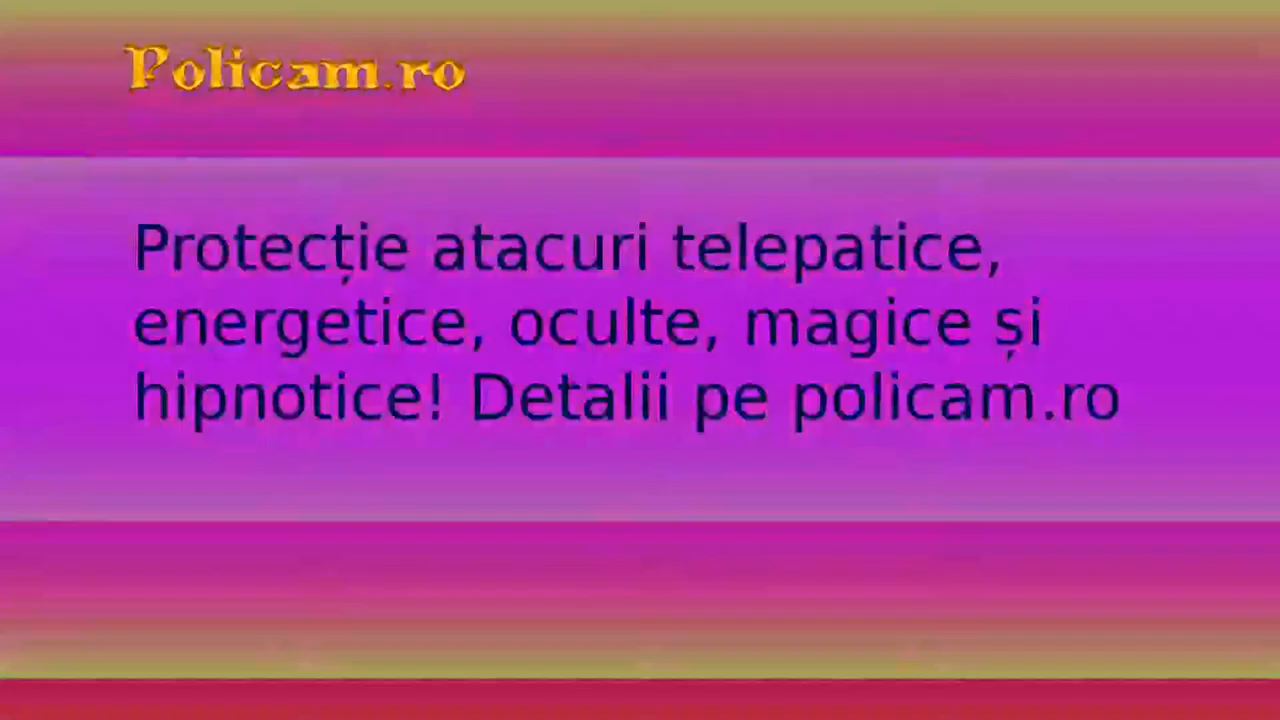 Policam.ro
Protecție atacuri telepatice,
energetice, oculte, magice și
hipnotice! Detalii pe policam.ro